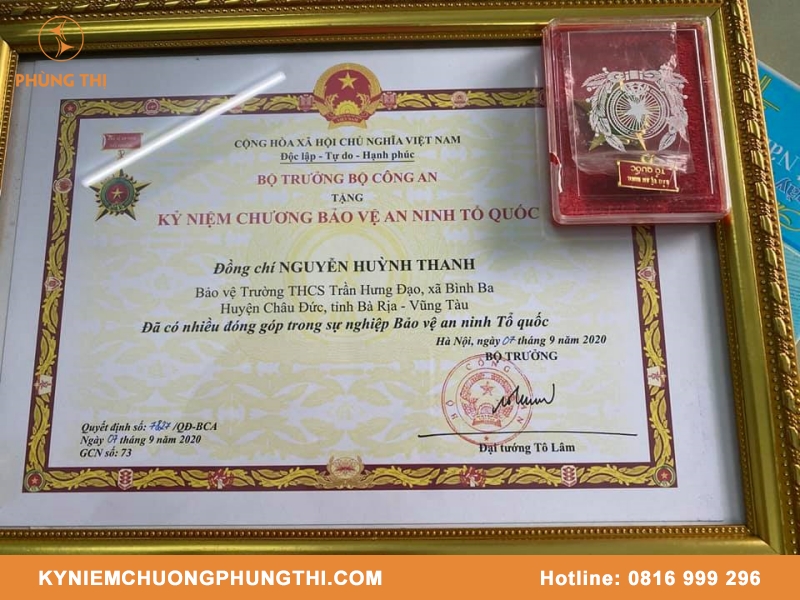 PHÙNG THỊ
CỘNG HÒA XÃ HỘI CHỦ NGHĨA VIỆT NAM
Độc lập - Tự do - Hạnh phúc
BỘ TRƯỞNG BỘ CÔNG AN
TẶNG
KỶ NIỆM CHƯƠNG BẢO VỆ AN NINH TỔ QUỐC
Đồng chí NGUYỄN HUỲNH THANH
Bảo vệ Trường THCS Trần Hưng Đạo, xã Bình Ba
Huyện Châu Đức, tỉnh Bà Rịa - Vũng Tàu
Đã có nhiều đóng góp trong sự nghiệp Bảo vệ an ninh Tổ quốc
Hà Nội, ngày 07 tháng 9 năm 2020
BỘ TRƯỞNG
BỘ CÔNG AN
Đại tướng Tô Lâm
Quyết định số: /QĐ-BCA
Ngày 07 tháng 9 năm 2020
GCN số: 73
KYNIEMCHUONGPHUNGTHI.COM
Hotline: 0816 999 296